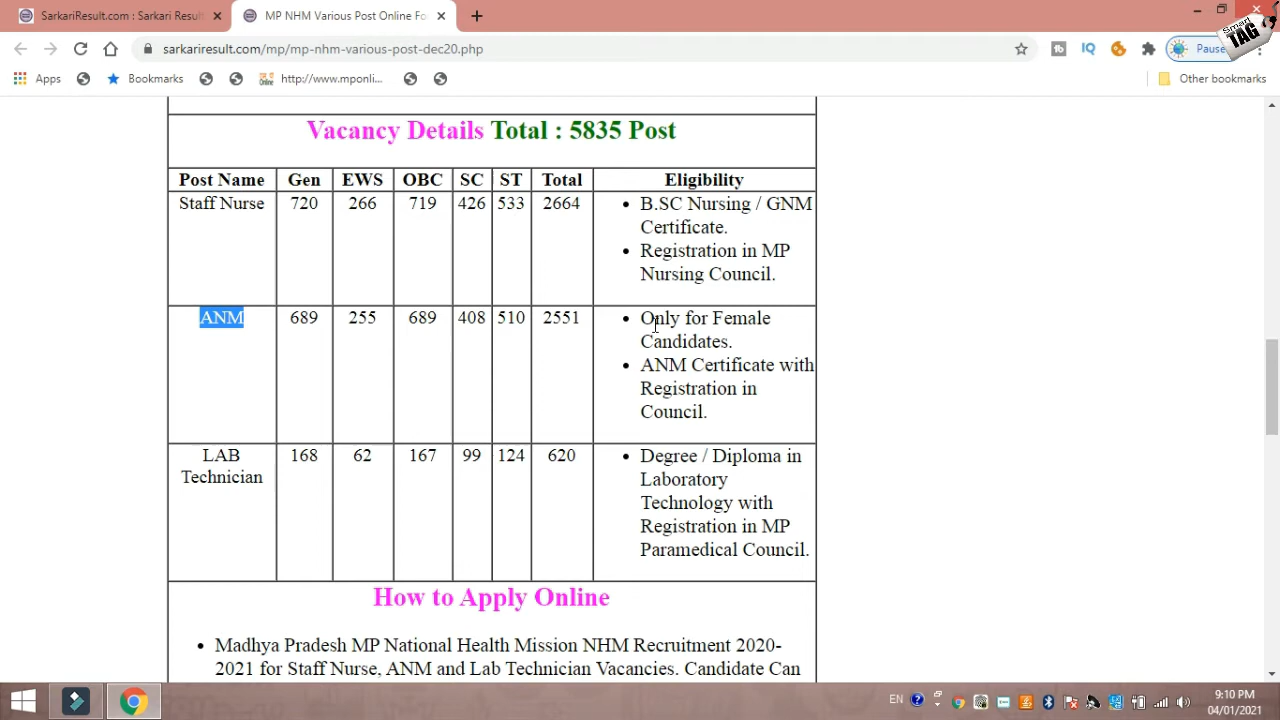 SarkariResult.com : Sarkari Resul
MP NHM Various Post Online Fo
Smart TAG
sarkariresult.com/mp/mp-nhm-various-post-dec20.php
IQ
Pause
Apps
Bookmarks
http://www.mponli...
Other bookmarks
Vacancy Details Total : 5835 Post
Post Name Gen EWS OBC SC ST Total Eligibility
Staff Nurse 720 266 719 426 533 2664 B.SC Nursing / GNM
Certificate.
Registration in MP
Nursing Council.
ANM 689 255 689 408 510 2551 Only for Female
Candidates.
ANM Certificate with
Registration in
Council.
LAB 168 62 167 99 124 620 Degree / Diploma in
Technician Laboratory
Technology with
Registration in MP
Paramedical Council.
How to Apply Online
Madhya Pradesh MP National Health Mission NHM Recruitment 2020-
2021 for Staff Nurse, ANM and Lab Technician Vacancies. Candidate Can
EN
9:10 PM
04/01/2021